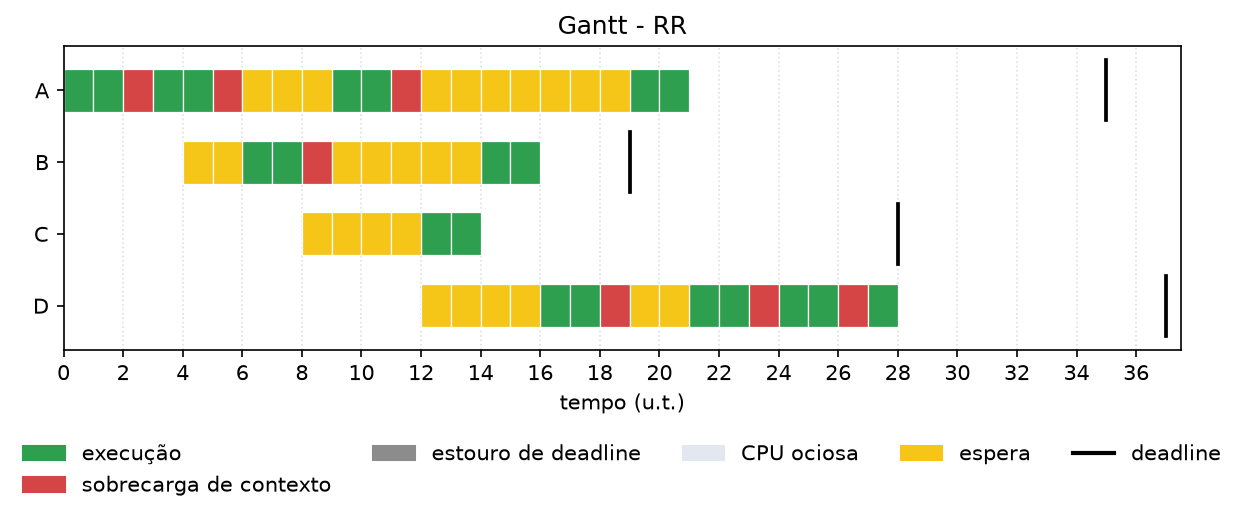 Gantt - RR
A
B
C
D
0 2 4 6 8 10 12 14 16 18 20 22 24 26 28 30 32 34 36
tempo (u.t.)
execução estouro de deadline CPU ociosa espera deadline
sobrecarga de contexto